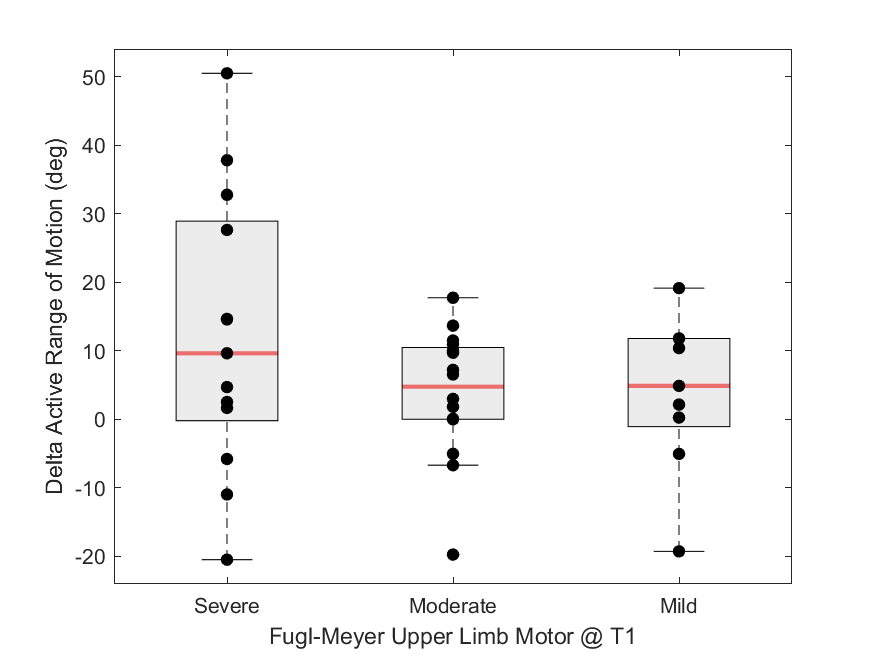 Delta Active Range of Motion (deg)
50
40
30
20
10
0
-10
-20
Severe
Moderate
Mild
Fugl-Meyer Upper Limb Motor @ T1